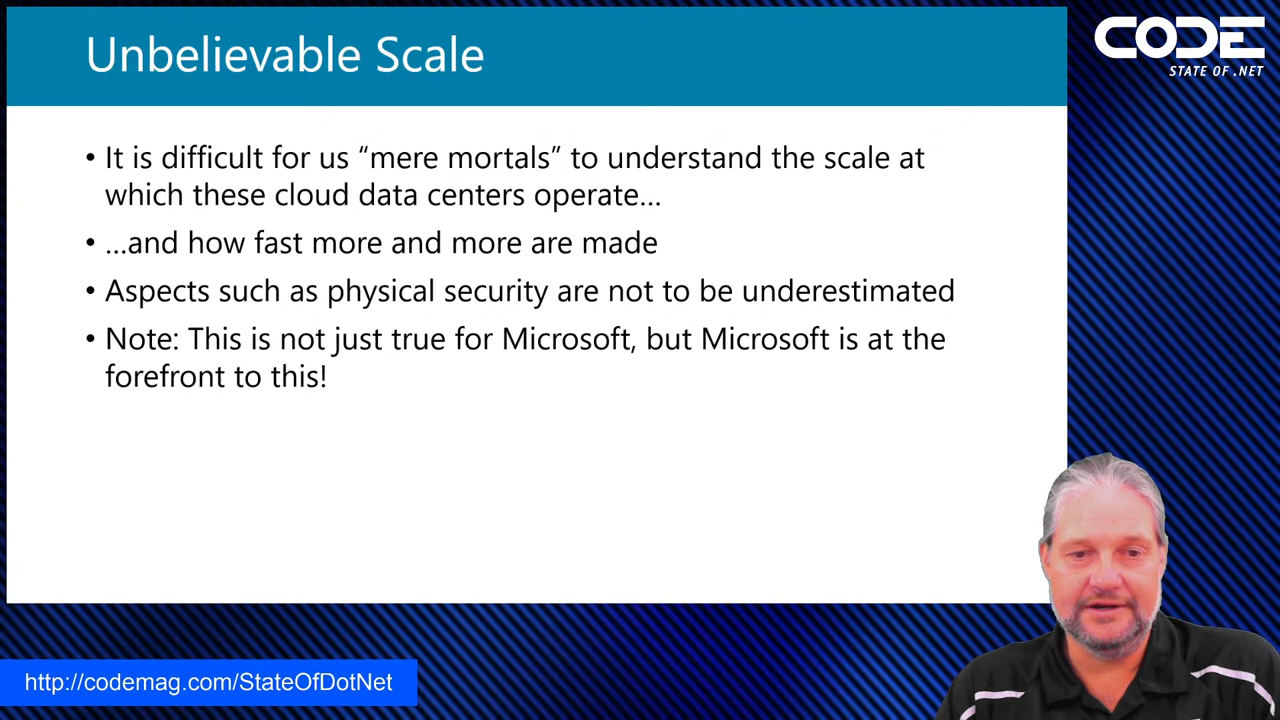 Unbelievable Scale
CODE
STATE OF .NET
• It is difficult for us “mere mortals” to understand the scale at
which these cloud data centers operate…
• …and how fast more and more are made
• Aspects such as physical security are not to be underestimated
• Note: This is not just true for Microsoft, but Microsoft is at the
forefront to this!
http://codemag.com/StateOfDotNet